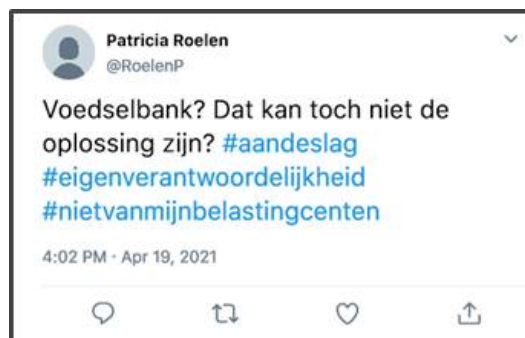 Patricia Roelen
@RoelenP
Voedselbank? Dat kan toch niet de
oplossing zijn? #aandeslag
#eigenverantwoordelijkheid
#nietvanmijnbelastingcenten
4:02 PM · Apr 19, 2021